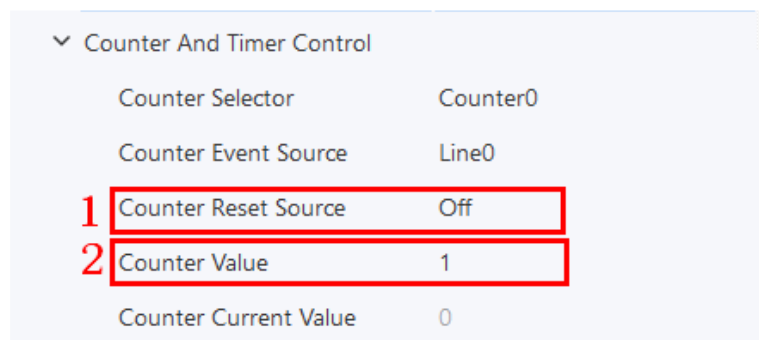 Counter And Timer Control
Counter Selector Counter0
Counter Event Source Line0
1 Counter Reset Source Off
2 Counter Value 1
Counter Current Value 0